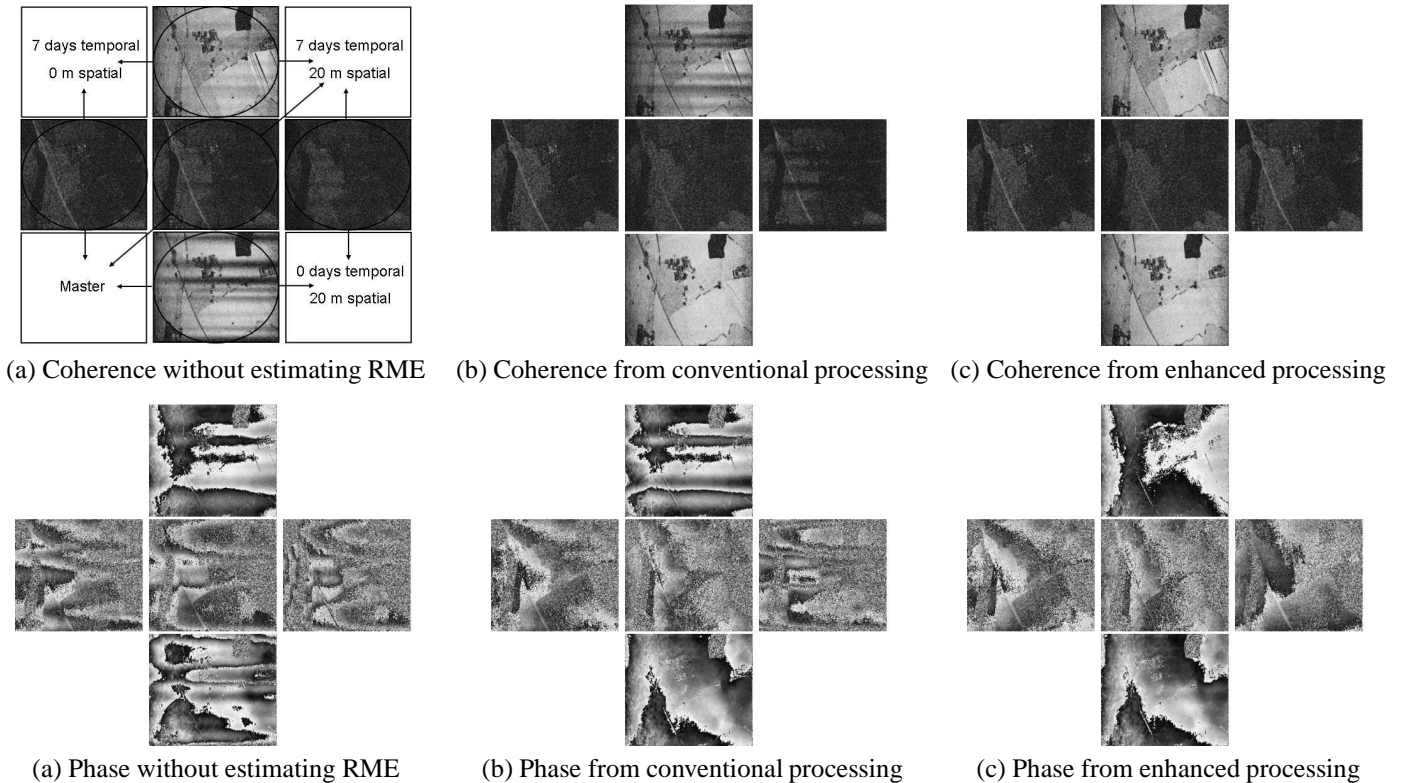 7 days temporal
0 m spatial
7 days temporal
20 m spatial
Master
0 days temporal
20 m spatial
(a) Coherence without estimating RME
(b) Coherence from conventional processing
(c) Coherence from enhanced processing
(a) Phase without estimating RME
(b) Phase from conventional processing
(c) Phase from enhanced processing